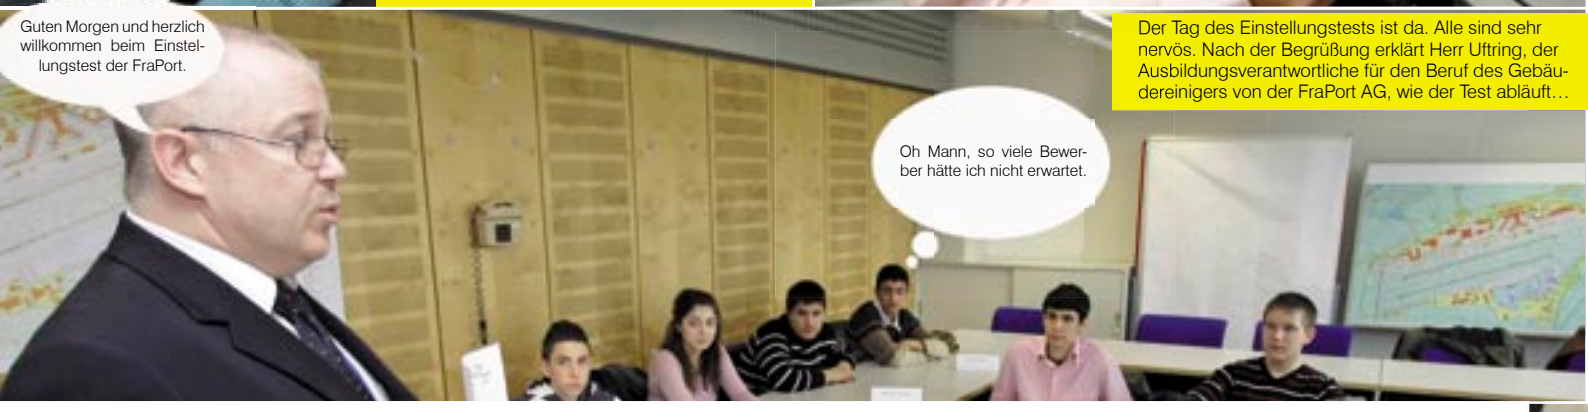 Guten Morgen und herzlich
willkommen beim Einstel-
lungstest der FraPort.
Oh Mann, so viele Bewer-
ber hätte ich nicht erwartet.
Der Tag des Einstellungstests ist da. Alle sind sehr
nervös. Nach der Begrüßung erklärt Herr Uftring, der
Ausbildungsverantwortliche für den Beruf des Gebäu-
dereinigers von der FraPort AG, wie der Test abläuft…